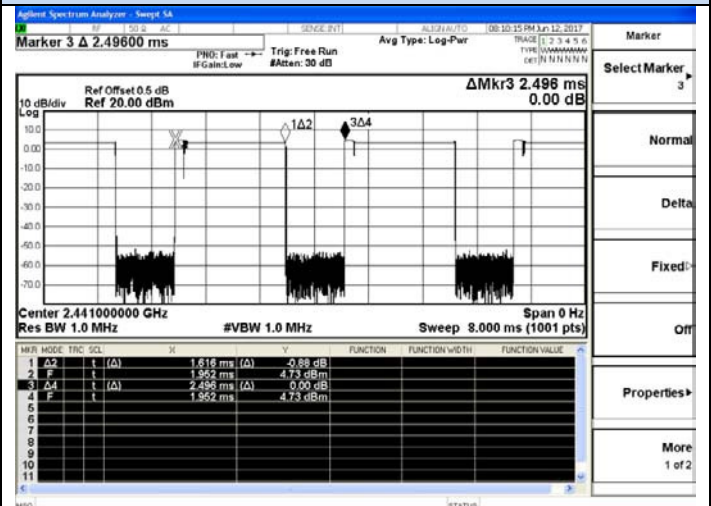 Agilent Spectrum Analyzer - Swept SA
RF 50 Ω AC SENSE:INT ALIGNAUTO 08:10:15 PM Jun 12, 2017
Marker 3 Δ 2.49600 ms
PNO: Fast Trig: Free Run Avg Type: Log-Pwr TRACE 1 2 3 4 5 6
IFGain:Low #Atten: 30 dB TYPE
DET N N N N N N
ΔMkr3 2.496 ms
0.00 dB
Ref Offset 0.5 dB
10 dB/div Ref 20.00 dBm
Log
10.0
0.00
-10.0
-20.0
-30.0
-40.0
-50.0
-60.0
-70.0
1Δ2
3Δ4
Center 2.441000000 GHz Span 0 Hz
Res BW 1.0 MHz #VBW 1.0 MHz Sweep 8.000 ms (1001 pts)
MKR MODE TRC SCL X Y FUNCTION FUNCTION WIDTH FUNCTION VALUE
1 Δ2 t (Δ) 1.616 ms (Δ) -0.88 dB
2 F t 1.952 ms 4.73 dBm
3 Δ4 t (Δ) 2.496 ms (Δ) 0.00 dB
4 F t 1.952 ms 4.73 dBm
5
6
7
8
9
10
11
MSG STATUS
Marker
Select Marker
3
Normal
Delta
Fixed
Off
Properties
More
1 of 2